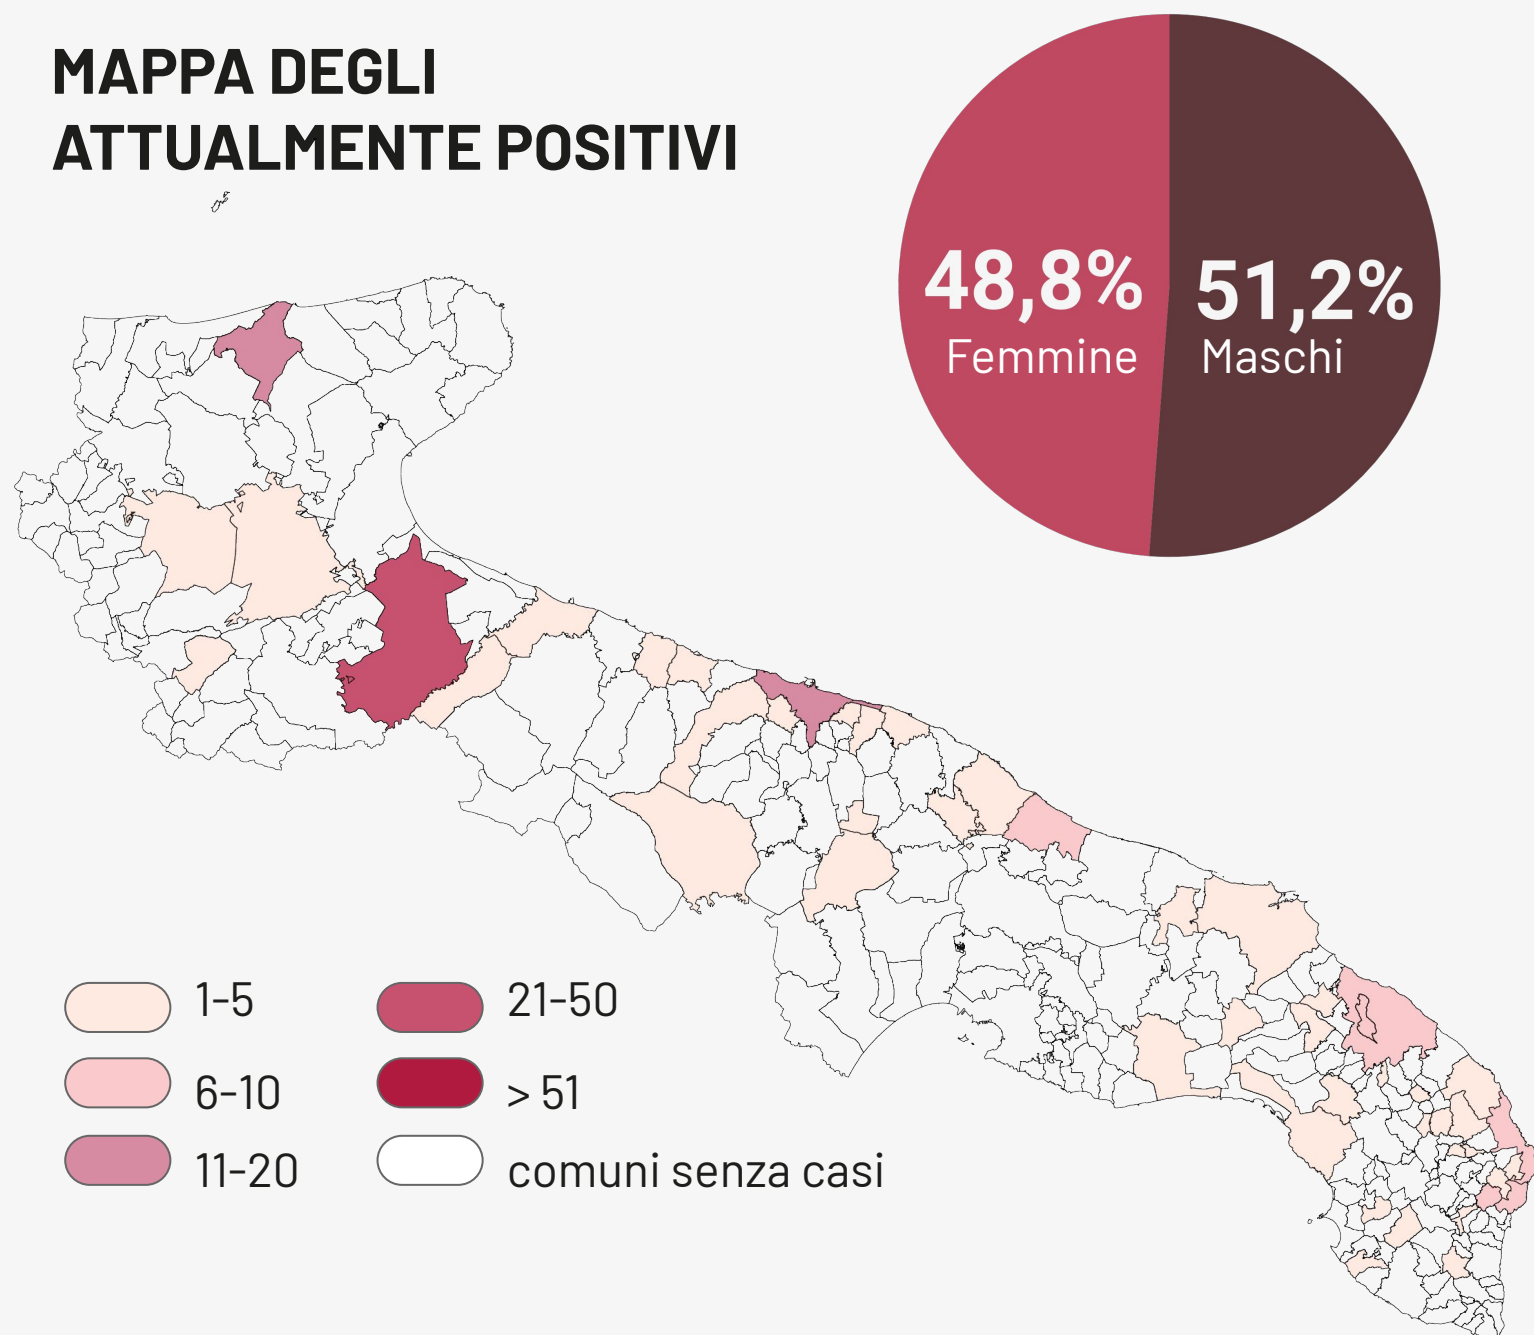 MAPPA DEGLI
ATTUALMENTE POSITIVI
48,8%
Femmine
51,2%
Maschi
1-5
6-10
11-20
21-50
> 51
comuni senza casi